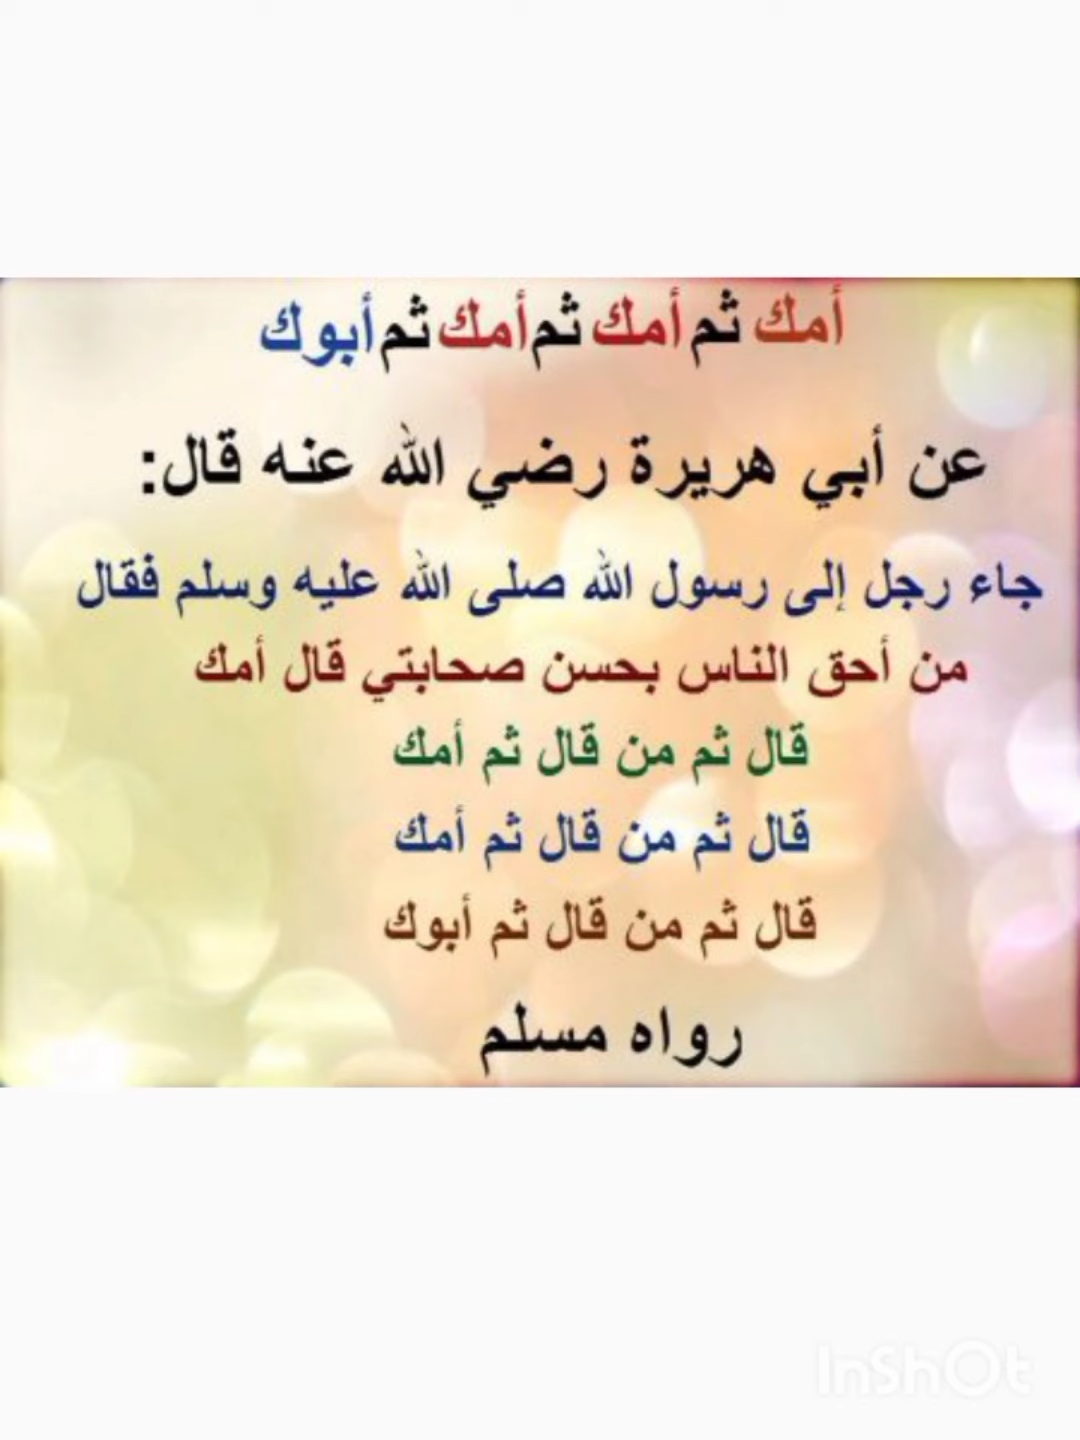 أمك ثم أمك ثم أمك ثم أبوك
عن أبي هريرة رضي الله عنه قال:
جاء رجل إلى رسول الله صلى الله عليه وسلم فقال
من أحق الناس بحسن صحابتي قال أمك
قال ثم من قال ثم أمك
قال ثم من قال ثم أمك
قال ثم من قال ثم أبوك
رواه مسلم
InShOt